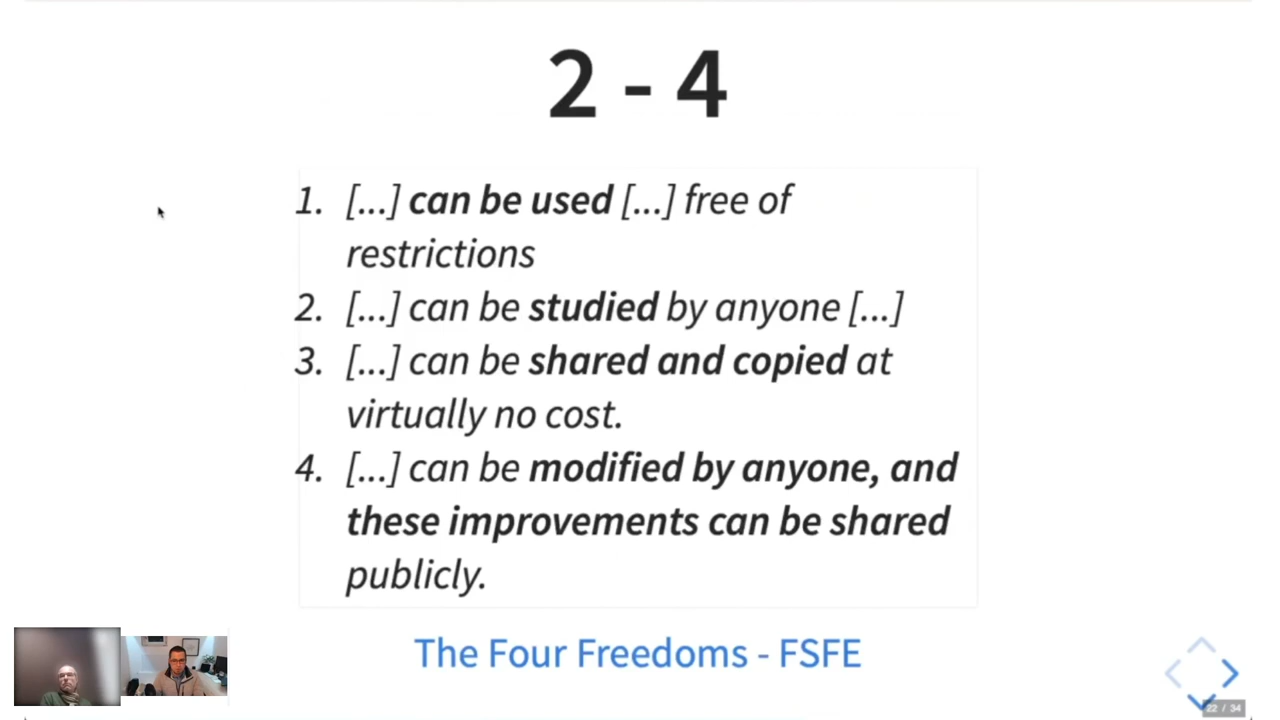 2 - 4
1. [...] can be used [...] free of
restrictions
2. [...] can be studied by anyone [...]
3. [...] can be shared and copied at
virtually no cost.
4. [...] can be modified by anyone, and
these improvements can be shared
publicly.
The Four Freedoms - FSFE
22 / 34